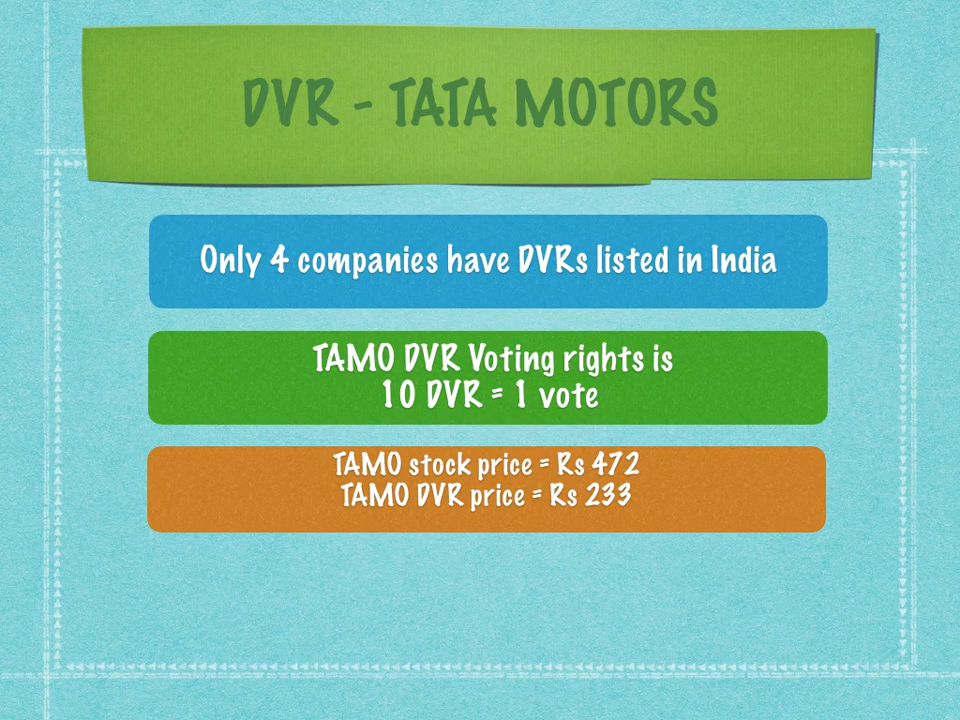 DVR - TATA MOTORS
Only 4 companies have DVRs listed in India
TAMO DVR Voting rights is
10 DVR = 1 vote
TAMO stock price = Rs 472
TAMO DVR price = Rs 233